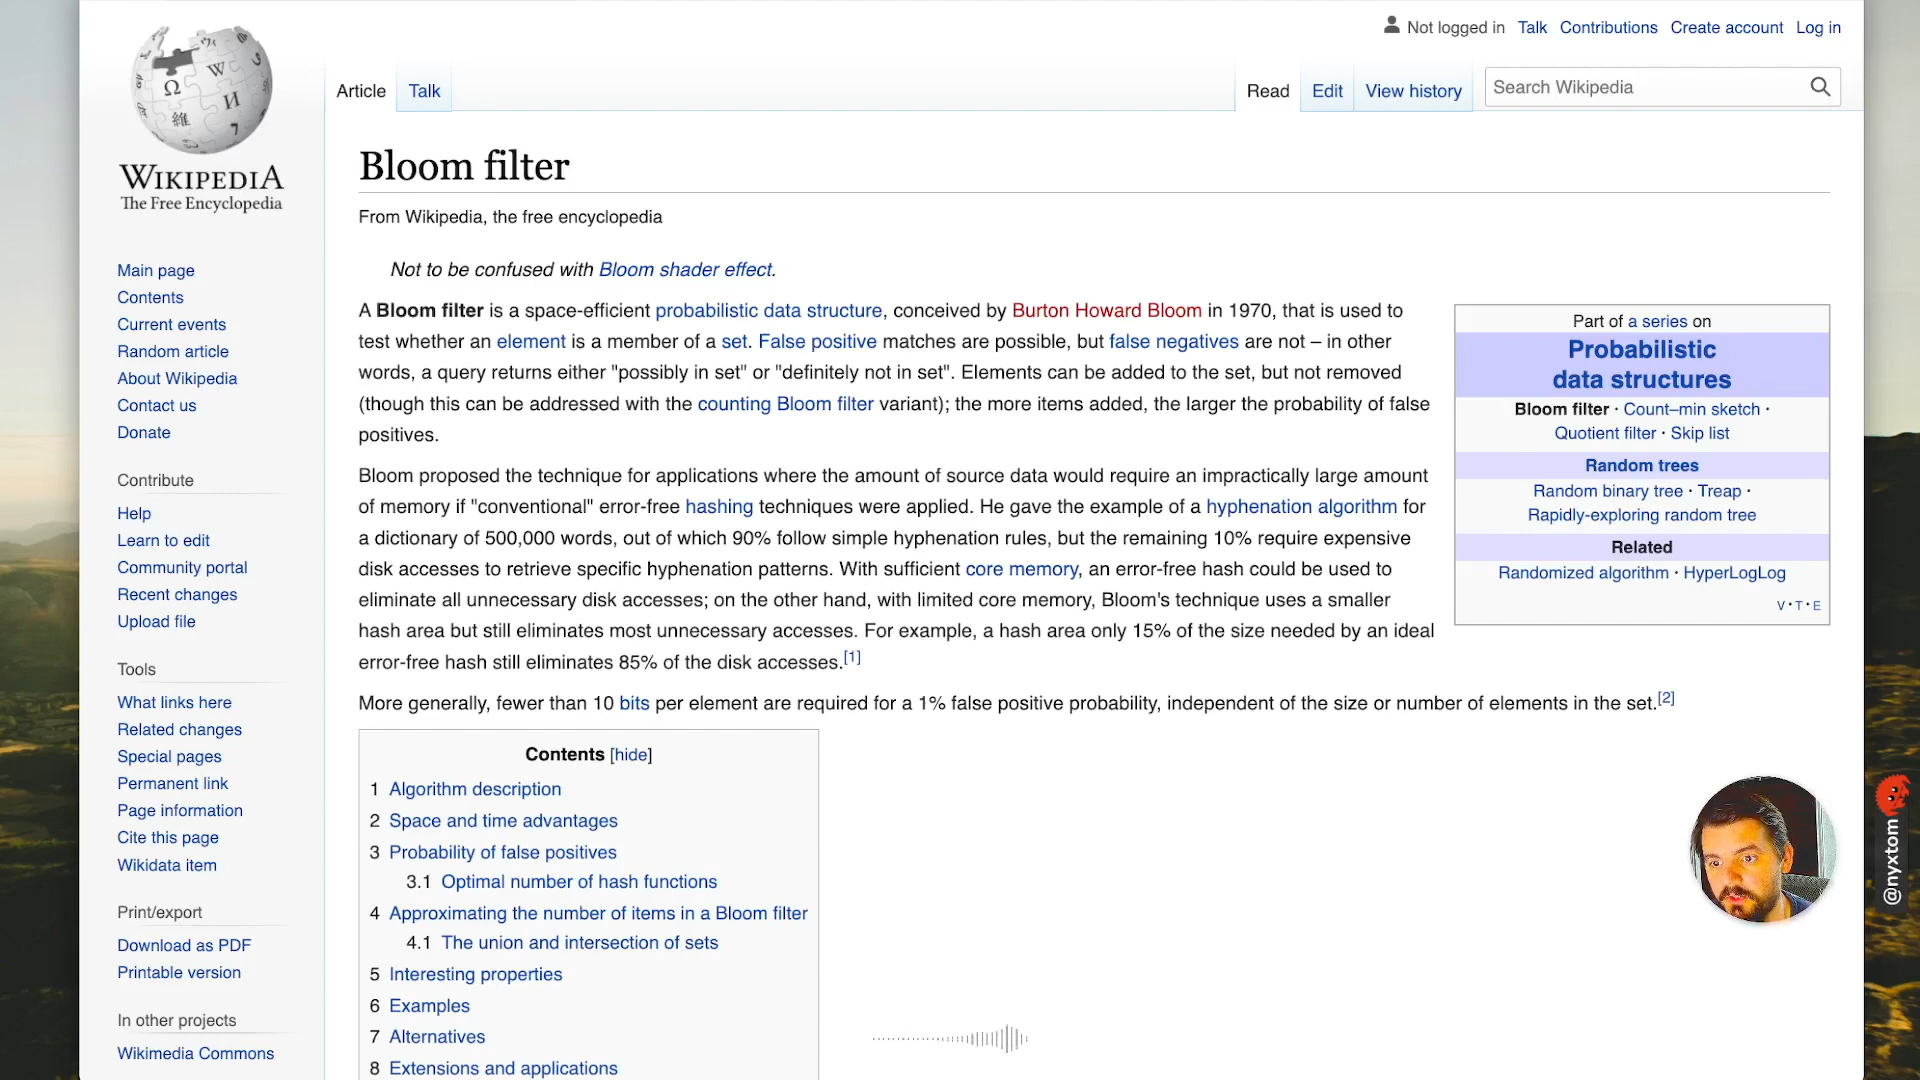 Not logged in Talk Contributions Create account Log in
Article Talk Read Edit View history Search Wikipedia
WIKIPEDIA
The Free Encyclopedia
Main page
Contents
Current events
Random article
About Wikipedia
Contact us
Donate
Contribute
Help
Learn to edit
Community portal
Recent changes
Upload file
Tools
What links here
Related changes
Special pages
Permanent link
Page information
Cite this page
Wikidata item
Print/export
Download as PDF
Printable version
In other projects
Wikimedia Commons
Bloom filter
From Wikipedia, the free encyclopedia
Not to be confused with Bloom shader effect.
A Bloom filter is a space-efficient probabilistic data structure, conceived by Burton Howard Bloom in 1970, that is used to
test whether an element is a member of a set. False positive matches are possible, but false negatives are not – in other
words, a query returns either "possibly in set" or "definitely not in set". Elements can be added to the set, but not removed
(though this can be addressed with the counting Bloom filter variant); the more items added, the larger the probability of false
positives.
Bloom proposed the technique for applications where the amount of source data would require an impractically large amount
of memory if "conventional" error-free hashing techniques were applied. He gave the example of a hyphenation algorithm for
a dictionary of 500,000 words, out of which 90% follow simple hyphenation rules, but the remaining 10% require expensive
disk accesses to retrieve specific hyphenation patterns. With sufficient core memory, an error-free hash could be used to
eliminate all unnecessary disk accesses; on the other hand, with limited core memory, Bloom's technique uses a smaller
hash area but still eliminates most unnecessary accesses. For example, a hash area only 15% of the size needed by an ideal
error-free hash still eliminates 85% of the disk accesses.[1]
More generally, fewer than 10 bits per element are required for a 1% false positive probability, independent of the size or number of elements in the set.[2]
Part of a series on
Probabilistic
data structures
Bloom filter · Count–min sketch ·
Quotient filter · Skip list
Random trees
Random binary tree · Treap ·
Rapidly-exploring random tree
Related
Randomized algorithm · HyperLogLog
V · T · E
Contents [hide]
1 Algorithm description
2 Space and time advantages
3 Probability of false positives
3.1 Optimal number of hash functions
4 Approximating the number of items in a Bloom filter
4.1 The union and intersection of sets
5 Interesting properties
6 Examples
7 Alternatives
8 Extensions and applications
@nyxtom